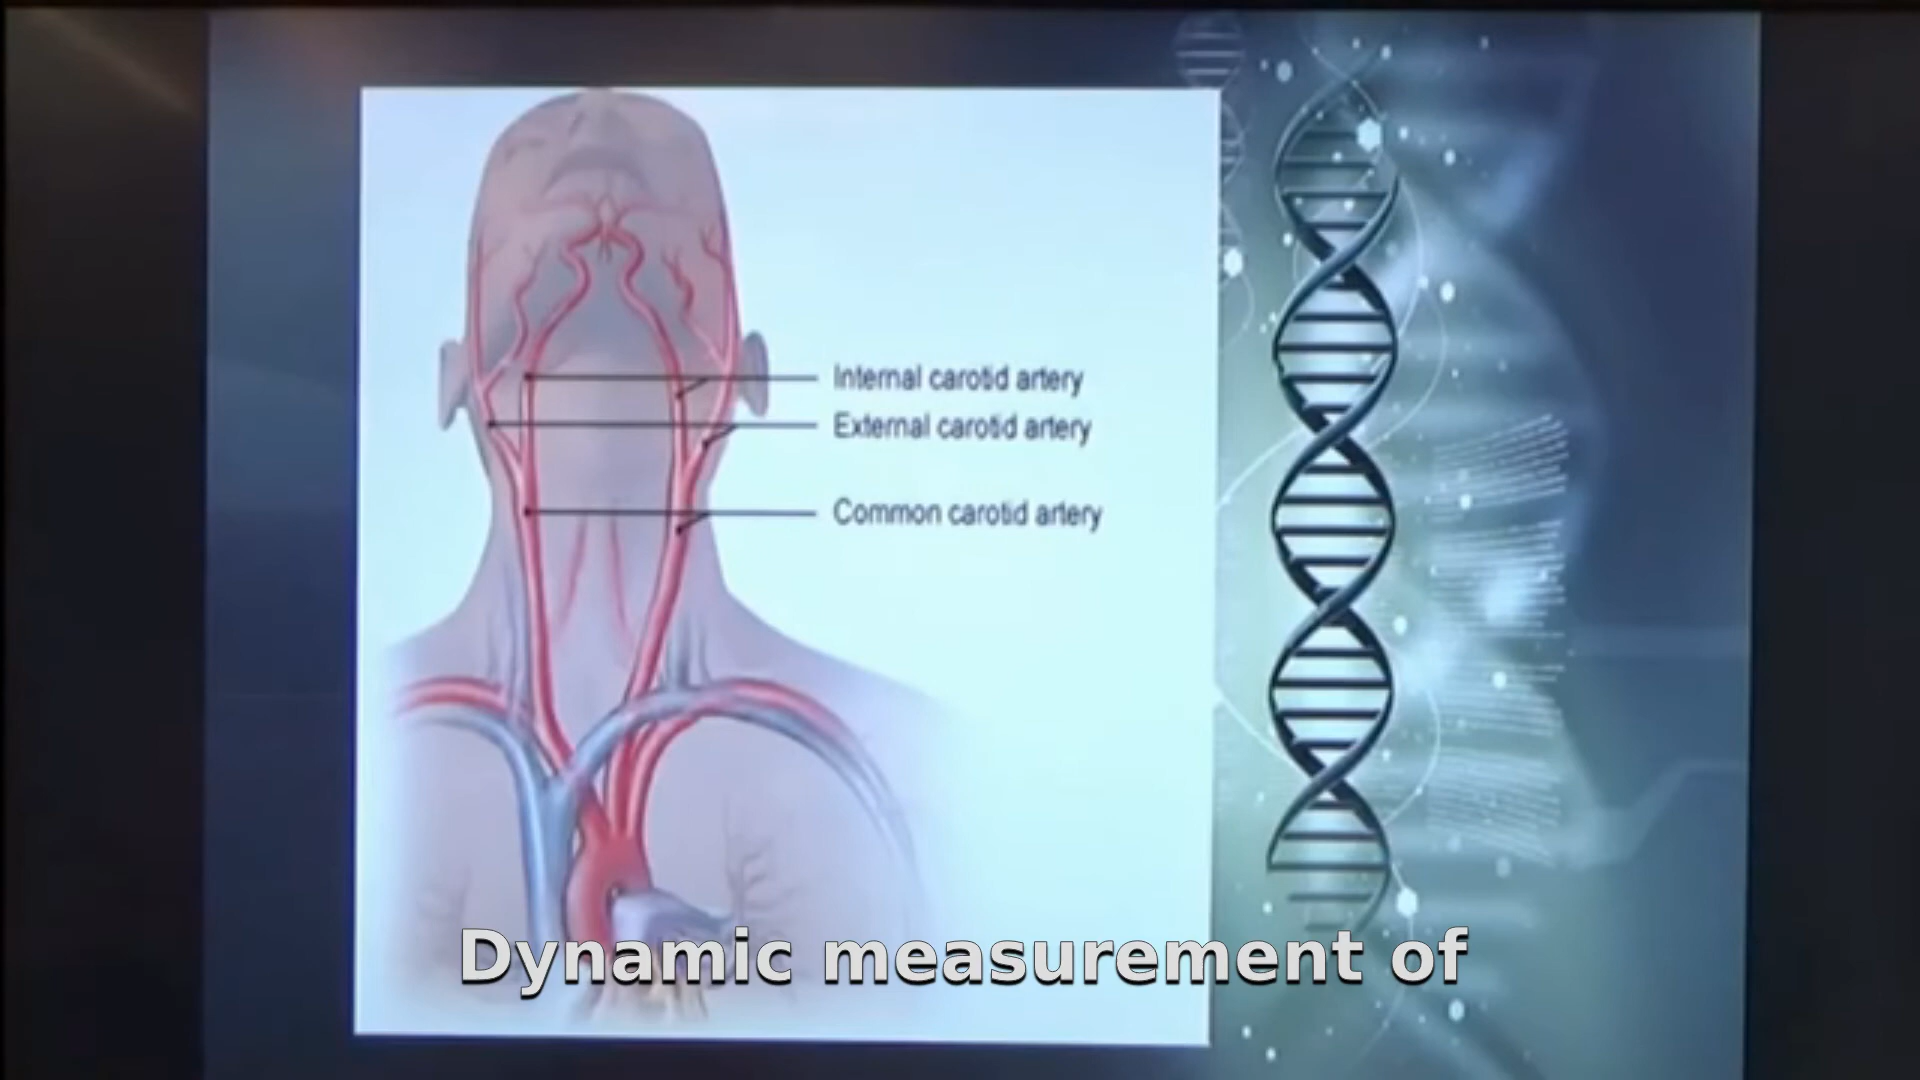 Internal carotid artery
External carotid artery
Common carotid artery
Dynamic measurement of